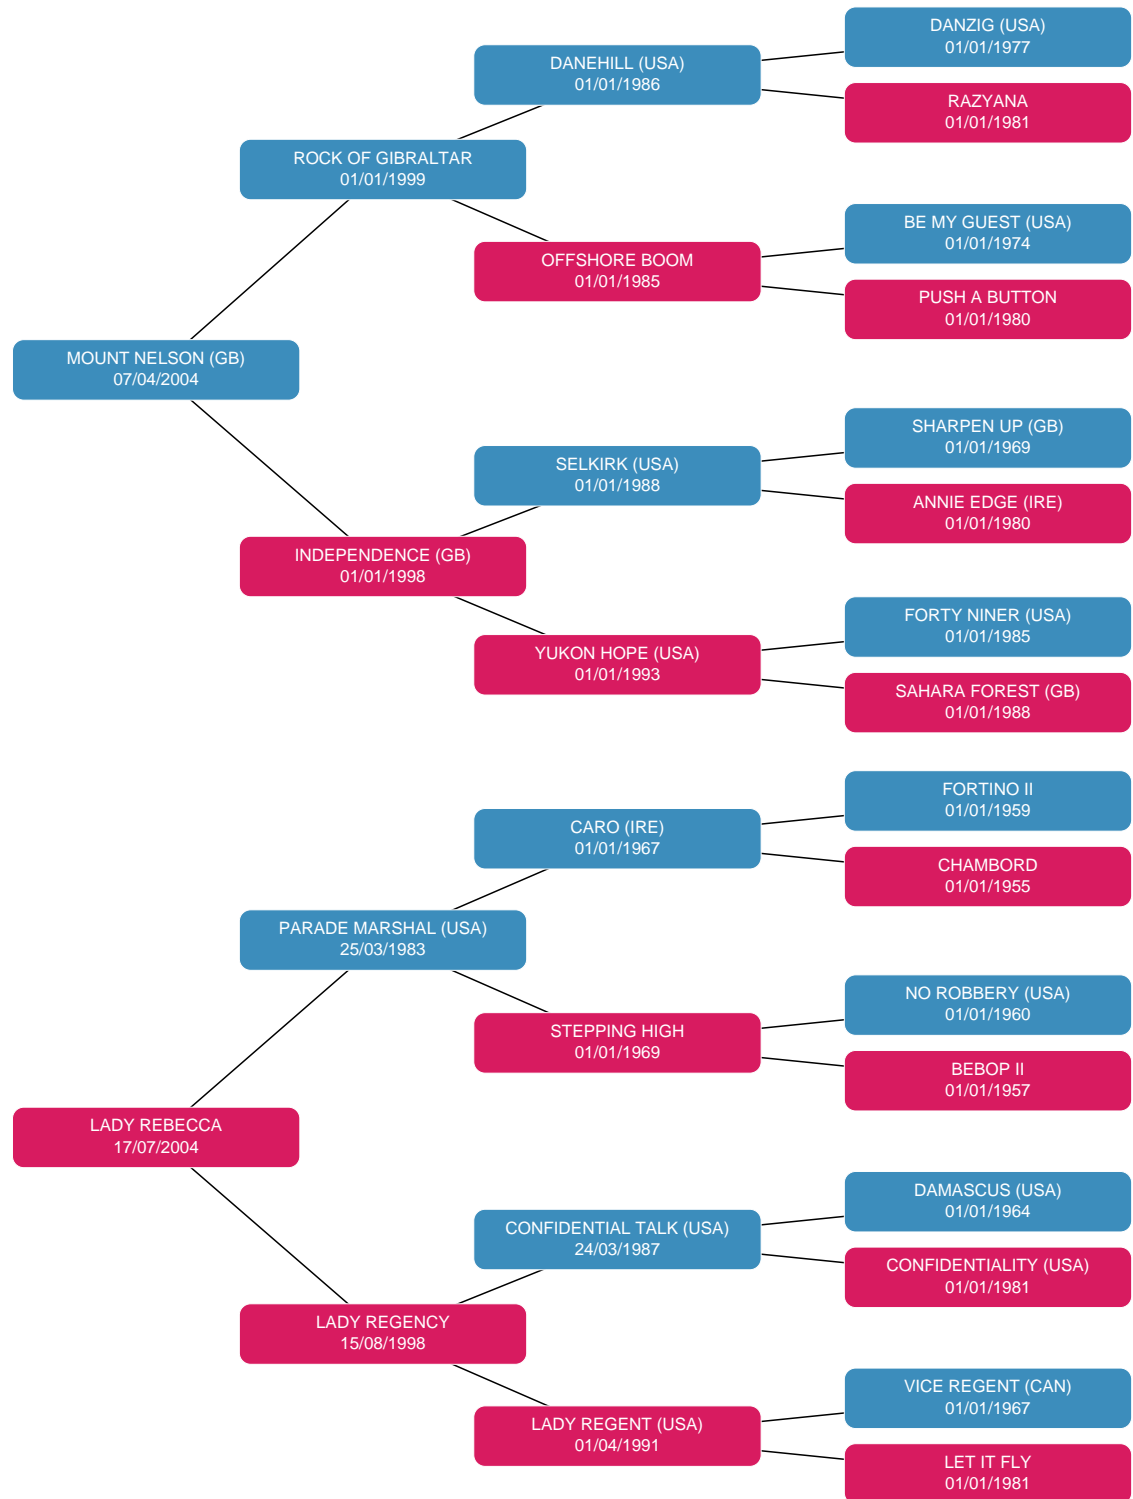 DANZIG (USA)
01/01/1977
DANEHILL (USA)
01/01/1986
RAZYANA
01/01/1981
ROCK OF GIBRALTAR
01/01/1999
BE MY GUEST (USA)
01/01/1974
OFFSHORE BOOM
01/01/1985
PUSH A BUTTON
01/01/1980
MOUNT NELSON (GB)
07/04/2004
SHARPEN UP (GB)
01/01/1969
SELKIRK (USA)
01/01/1988
ANNIE EDGE (IRE)
01/01/1980
INDEPENDENCE (GB)
01/01/1998
FORTY NINER (USA)
01/01/1985
YUKON HOPE (USA)
01/01/1993
SAHARA FOREST (GB)
01/01/1988
FORTINO II
01/01/1959
CARO (IRE)
01/01/1967
CHAMBORD
01/01/1955
PARADE MARSHAL (USA)
25/03/1983
NO ROBBERY (USA)
01/01/1960
STEPPING HIGH
01/01/1969
BEBOP II
01/01/1957
LADY REBECCA
17/07/2004
DAMASCUS (USA)
01/01/1964
CONFIDENTIAL TALK (USA)
24/03/1987
CONFIDENTIALITY (USA)
01/01/1981
LADY REGENCY
15/08/1998
VICE REGENT (CAN)
01/01/1967
LADY REGENT (USA)
01/04/1991
LET IT FLY
01/01/1981